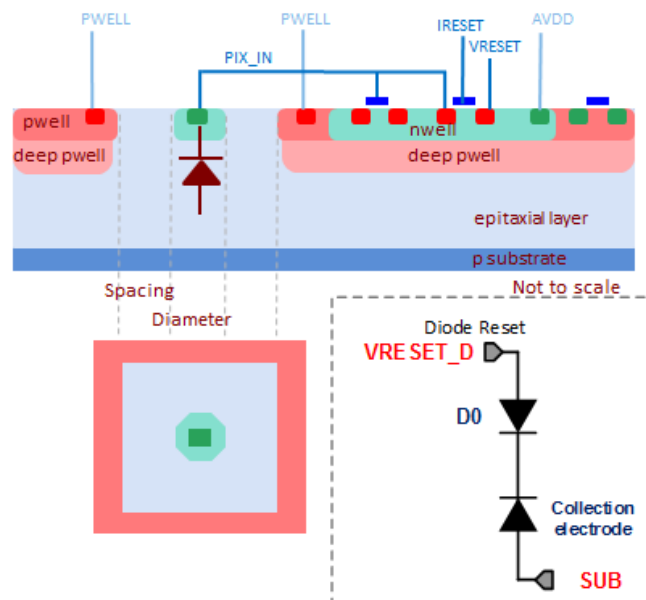 PWELL
PWELL
IRESET
AVDD
VRESET
PIX_IN
pwell
nwell
deep pwell
deep pwell
epitaxial layer
p substrate
Spacing
Not to scale
Diameter
Diode Reset
VRESET_D
D0
Collection
electrode
SUB